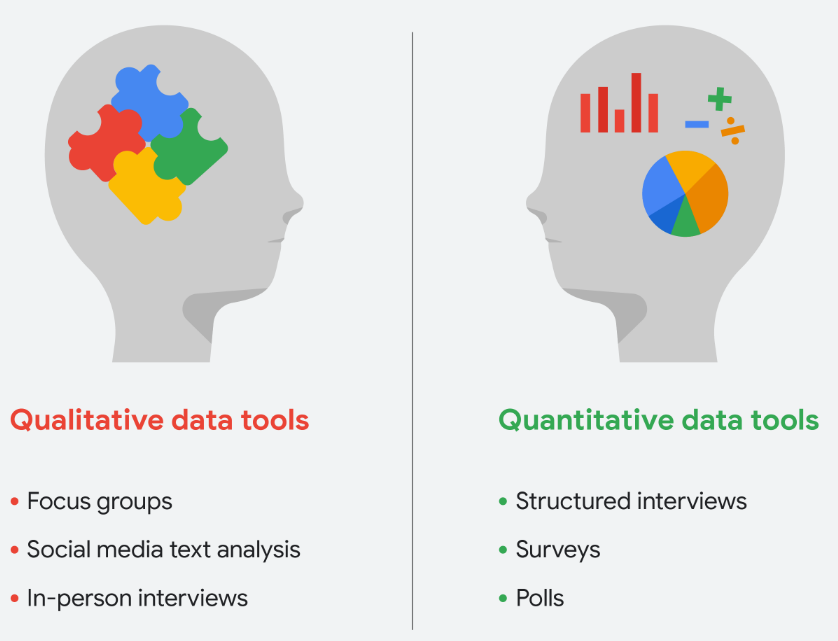 Qualitative data tools
• Focus groups
• Social media text analysis
• In-person interviews
Quantitative data tools
• Structured interviews
• Surveys
• Polls